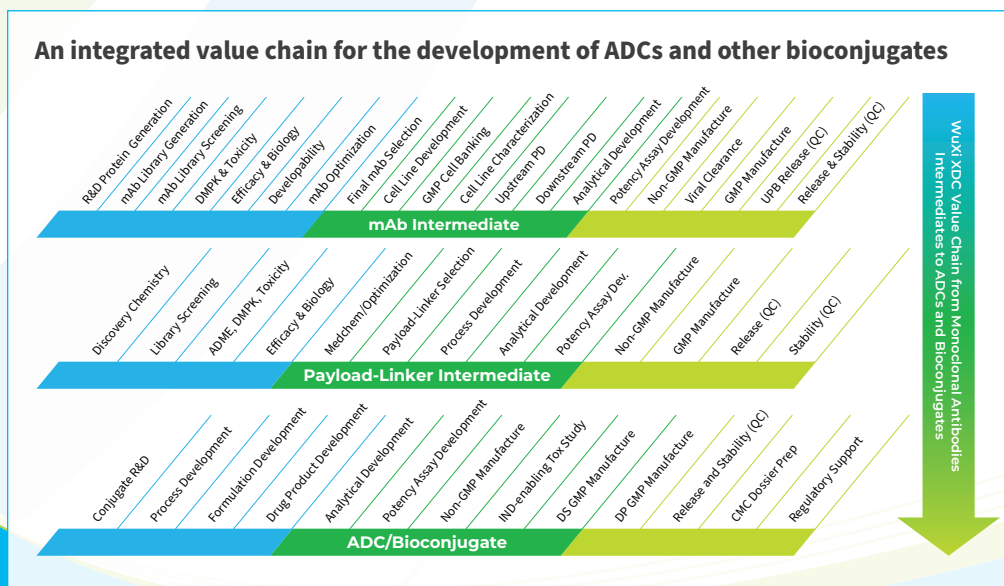 An integrated value chain for the development of ADCs and other bioconjugates
R&D Protein Generation
mAb Library Generation
mAb Library Screening
DMPK & Toxicity
Efficacy & Biology
Developability
mAb Optimization
Final mAb Selection
Cell Line Development
GMP Cell Banking
Cell Line Characterization
Upstream PD
Downstream PD
Analytical Development
Potency Assay Development
Non-GMP Manufacture
Viral Clearance
GMP Manufacture
UPB Release (QC)
Release & Stability (QC)
mAb Intermediate
Discovery Chemistry
Library Screening
ADME, DMPK, Toxicity
Efficacy & Biology
Medchem/Optimization
Payload-Linker Selection
Process Development
Analytical Development
Potency Assay Dev.
Non-GMP Manufacture
GMP Manufacture
Release (QC)
Stability (QC)
Payload-Linker Intermediate
Conjugate R&D
Process Development
Formulation Development
Drug Product Development
Analytical Development
Potency Assay Development
Non-GMP Manufacture
IND-enabling Tox Study
DS GMP Manufacture
DP GMP Manufacture
Release and Stability (QC)
CMC Dossier Prep
Regulatory Support
ADC/Bioconjugate
WuXi XDC Value Chain from Monoclonal Antibodies
Intermediates to ADCs and Bioconjugates